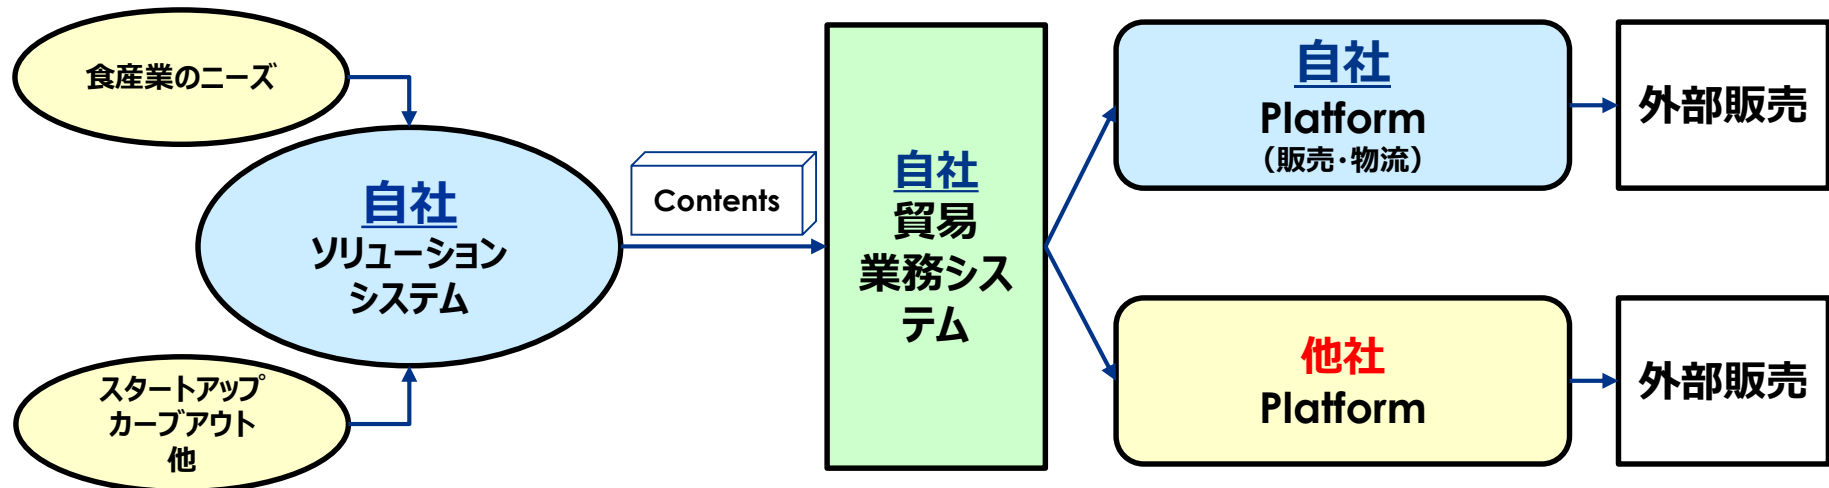 食産業のニーズ
自社
ソリューション
システム
スタートアップ
カーブアウト
他
Contents
自社
貿易
業務シス
テム
自社
Platform
（販売・物流）
外部販売
他社
Platform
外部販売